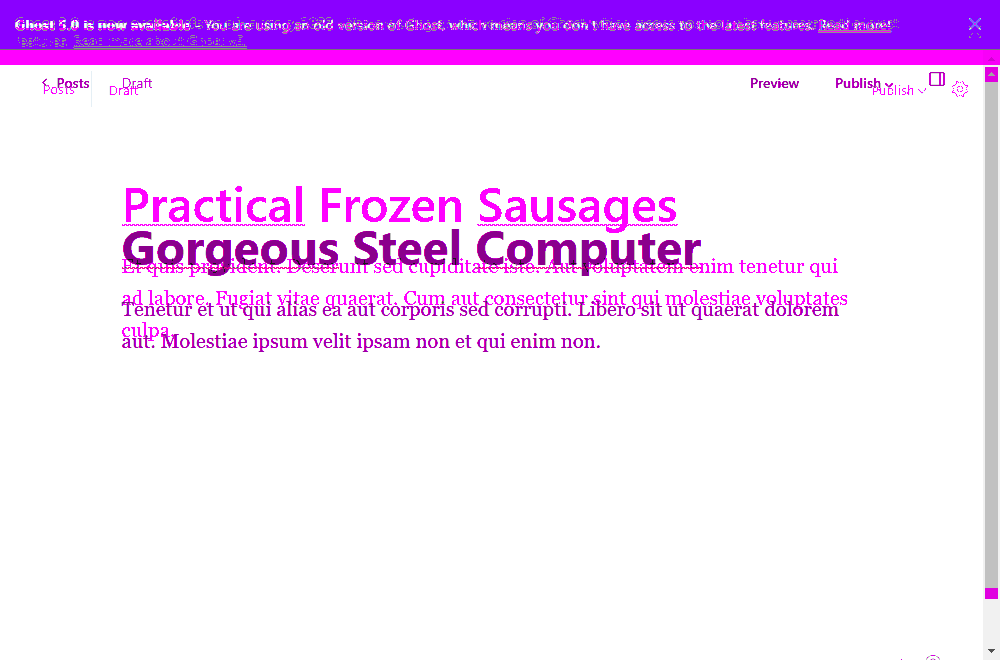 Ghost 5.0 is now available - You are using an old version of Ghost, which means you don't have access to the latest features. Read more!
features. Read more about Ghost
Posts Draft Preview Publish
Posts Draft Publish
Practical Frozen Sausages
Gorgeous Steel Computer
Et quis provident. Deserunt sed cupiditate iste. Aut voluptatem enim tenetur qui
ad labore. Fugiat vitae quaerat. Cum aut consectetur sint qui molestiae voluptates
Tenetur et ut qui alias ea aut corporis sed corrupti. Libero sit ut quaerat dolorem
culpa.
aut. Molestiae ipsum velit ipsam non et qui enim non.